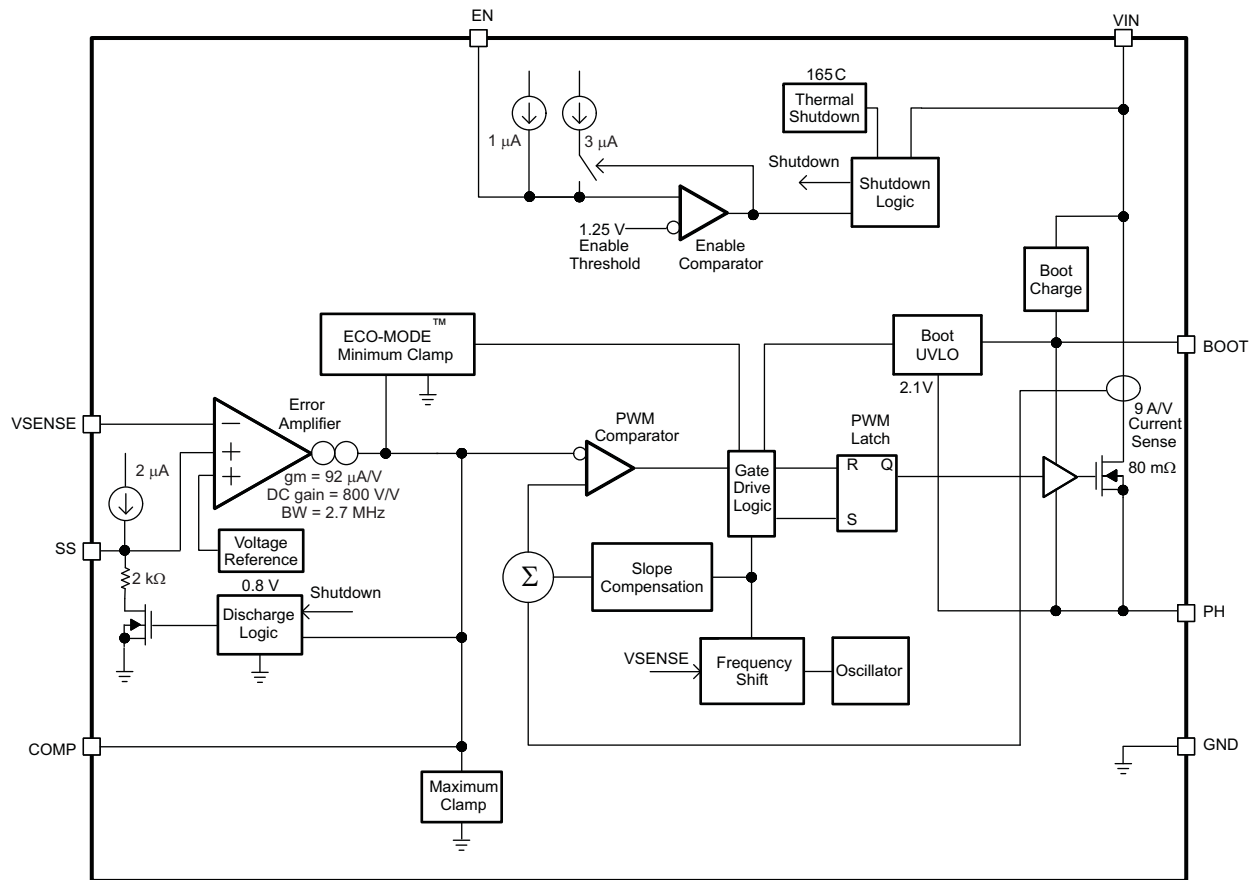 EN
VIN
165C
Thermal
Shutdown
1 μA
3 μA
Shutdown
Shutdown
Logic
1.25 V
Enable
Threshold
Enable
Comparator
Boot
Charge
ECO-MODE™
Minimum Clamp
Boot
UVLO
BOOT
2.1V
VSENSE
Error
Amplifier
PWM
Comparator
PWM
Latch
9 A/V
Current
Sense
80 mΩ
−
+
+
gm = 92 μA/V
DC gain = 800 V/V
BW = 2.7 MHz
Gate
Drive
Logic
R
Q
S
2 μA
SS
Voltage
Reference
2 kΩ
0.8 V
Shutdown
Discharge
Logic
Σ
Slope
Compensation
PH
VSENSE
Frequency
Shift
Oscillator
COMP
GND
Maximum
Clamp